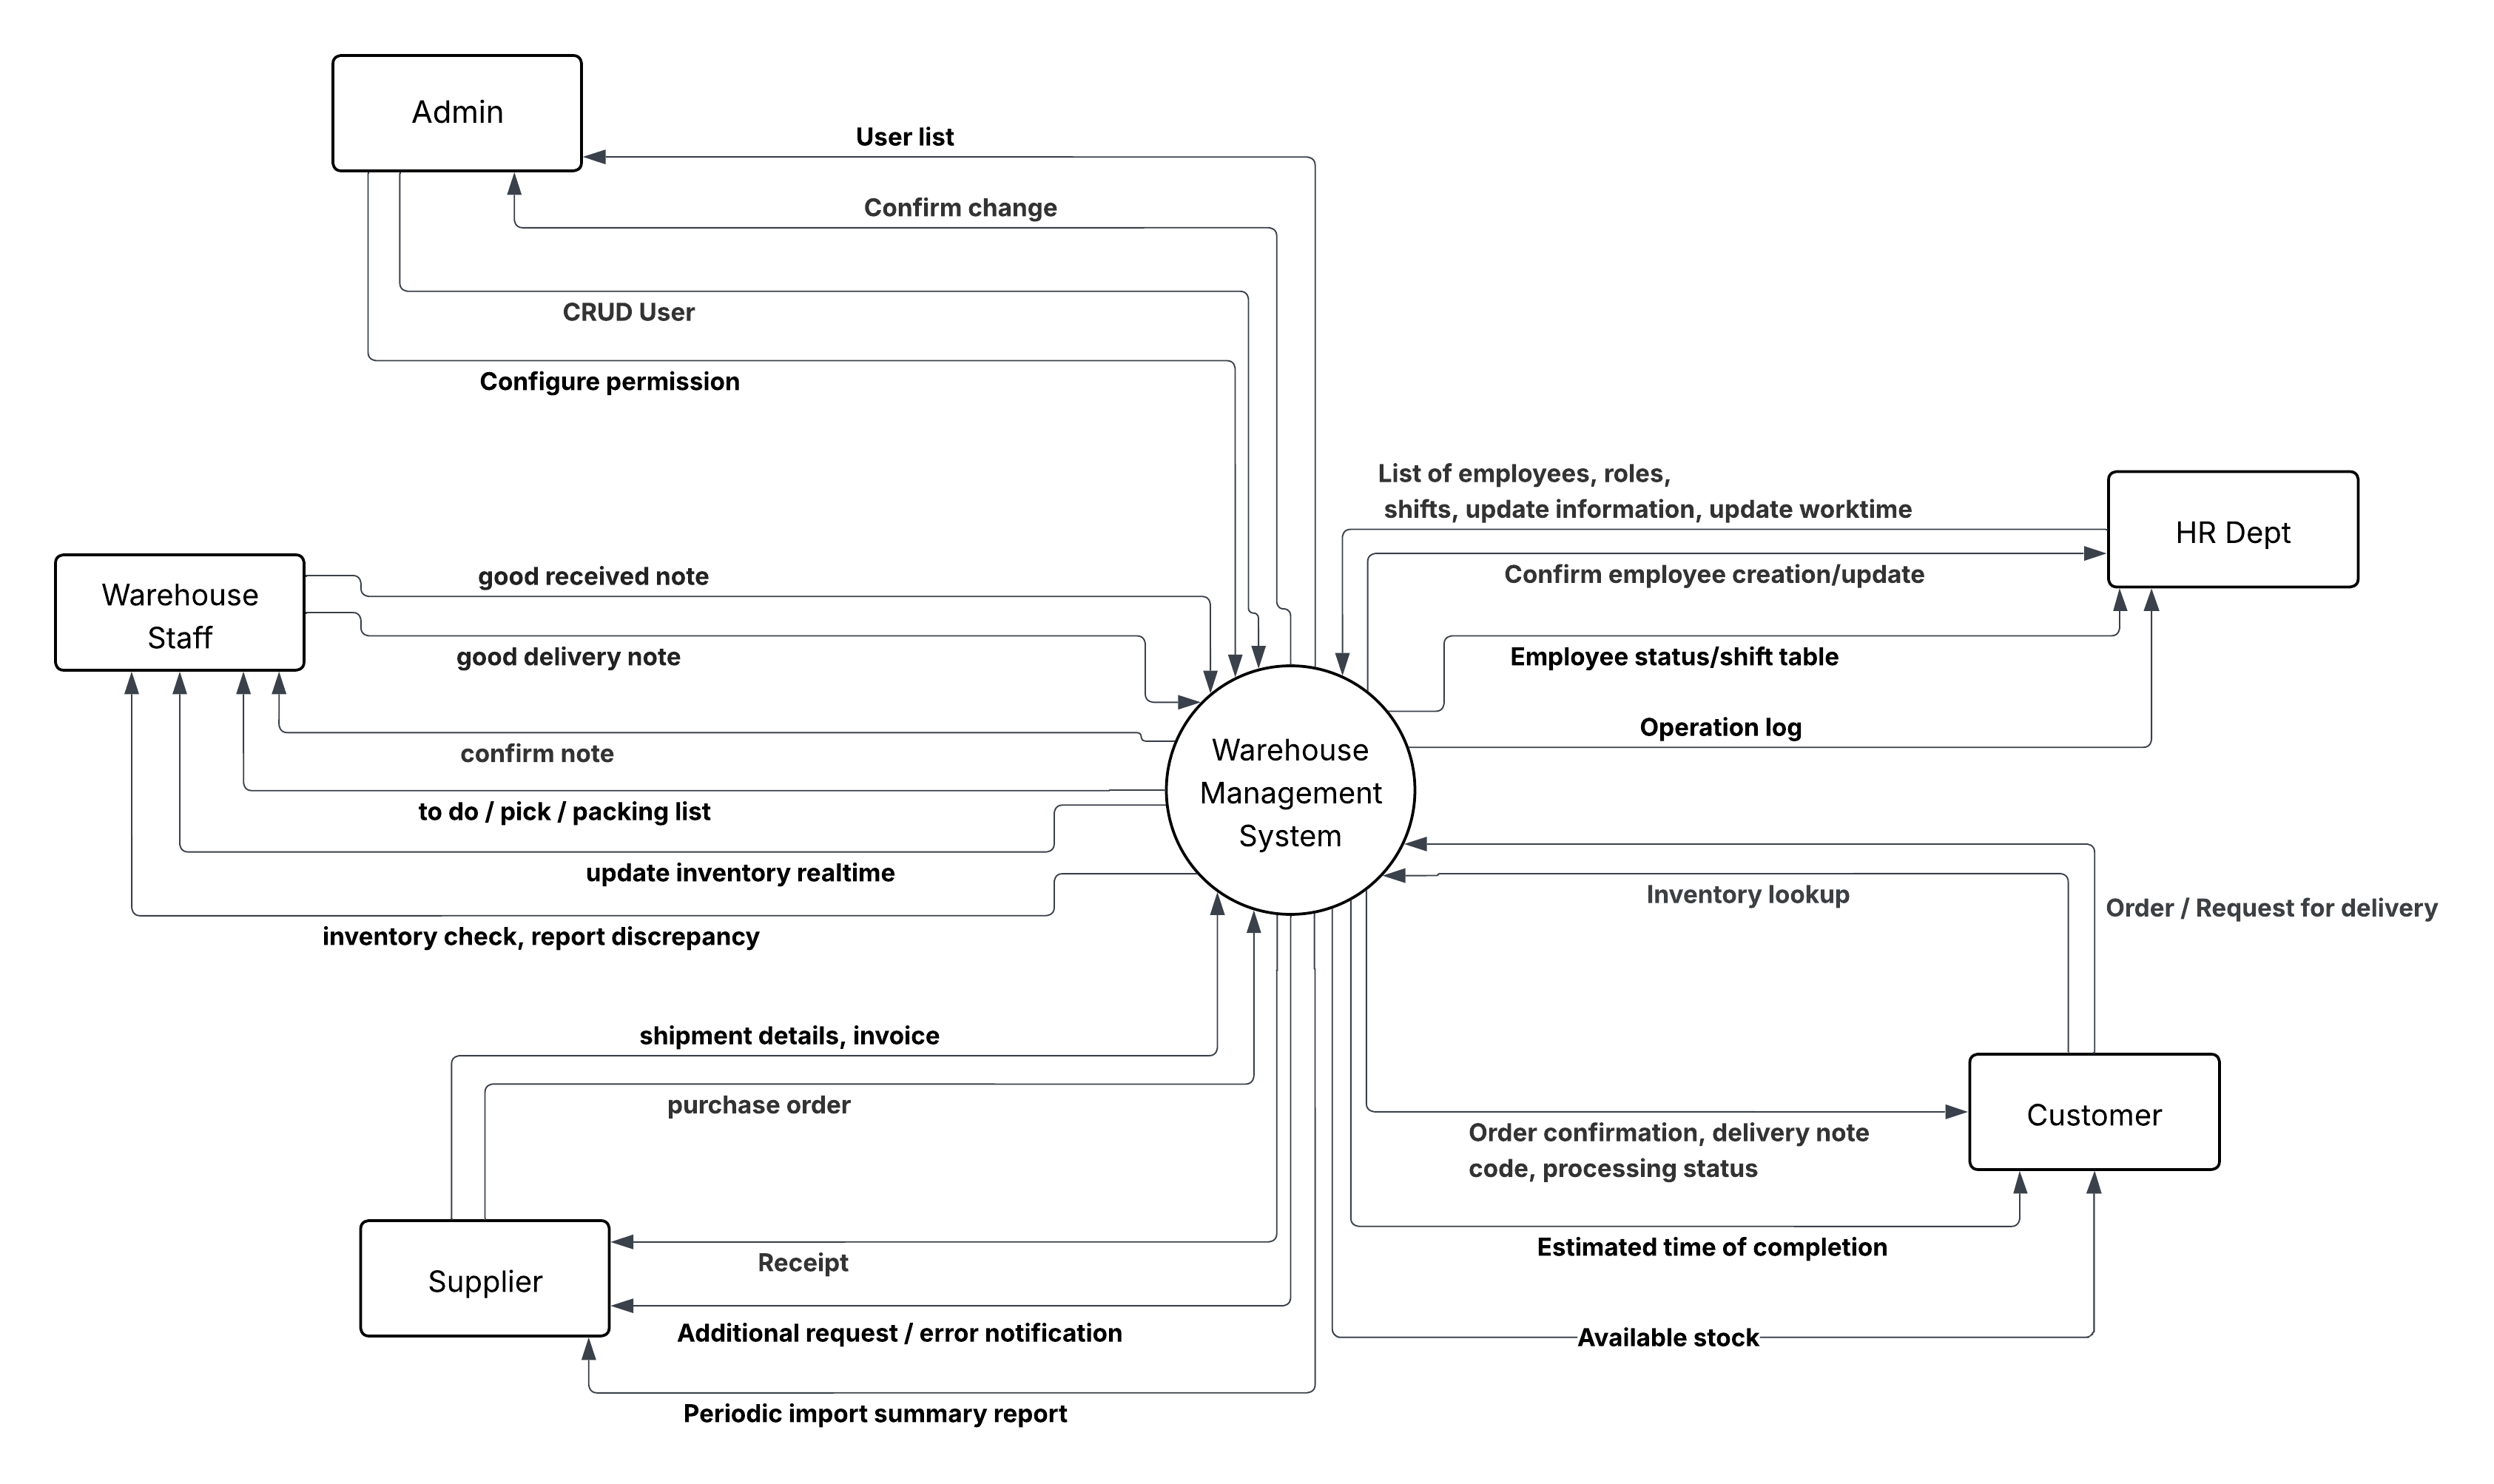 Admin
User list
Confirm change
CRUD User
Configure permission
List of employees, roles,
shifts, update information, update worktime
HR Dept
Confirm employee creation/update
Warehouse
Staff
good received note
good delivery note
Employee status/shift table
Operation log
confirm note
Warehouse
Management
System
to do / pick / packing list
update inventory realtime
Inventory lookup
Order / Request for delivery
inventory check, report discrepancy
shipment details, invoice
purchase order
Customer
Order confirmation, delivery note
code, processing status
Supplier
Receipt
Estimated time of completion
Additional request / error notification
Available stock
Periodic import summary report